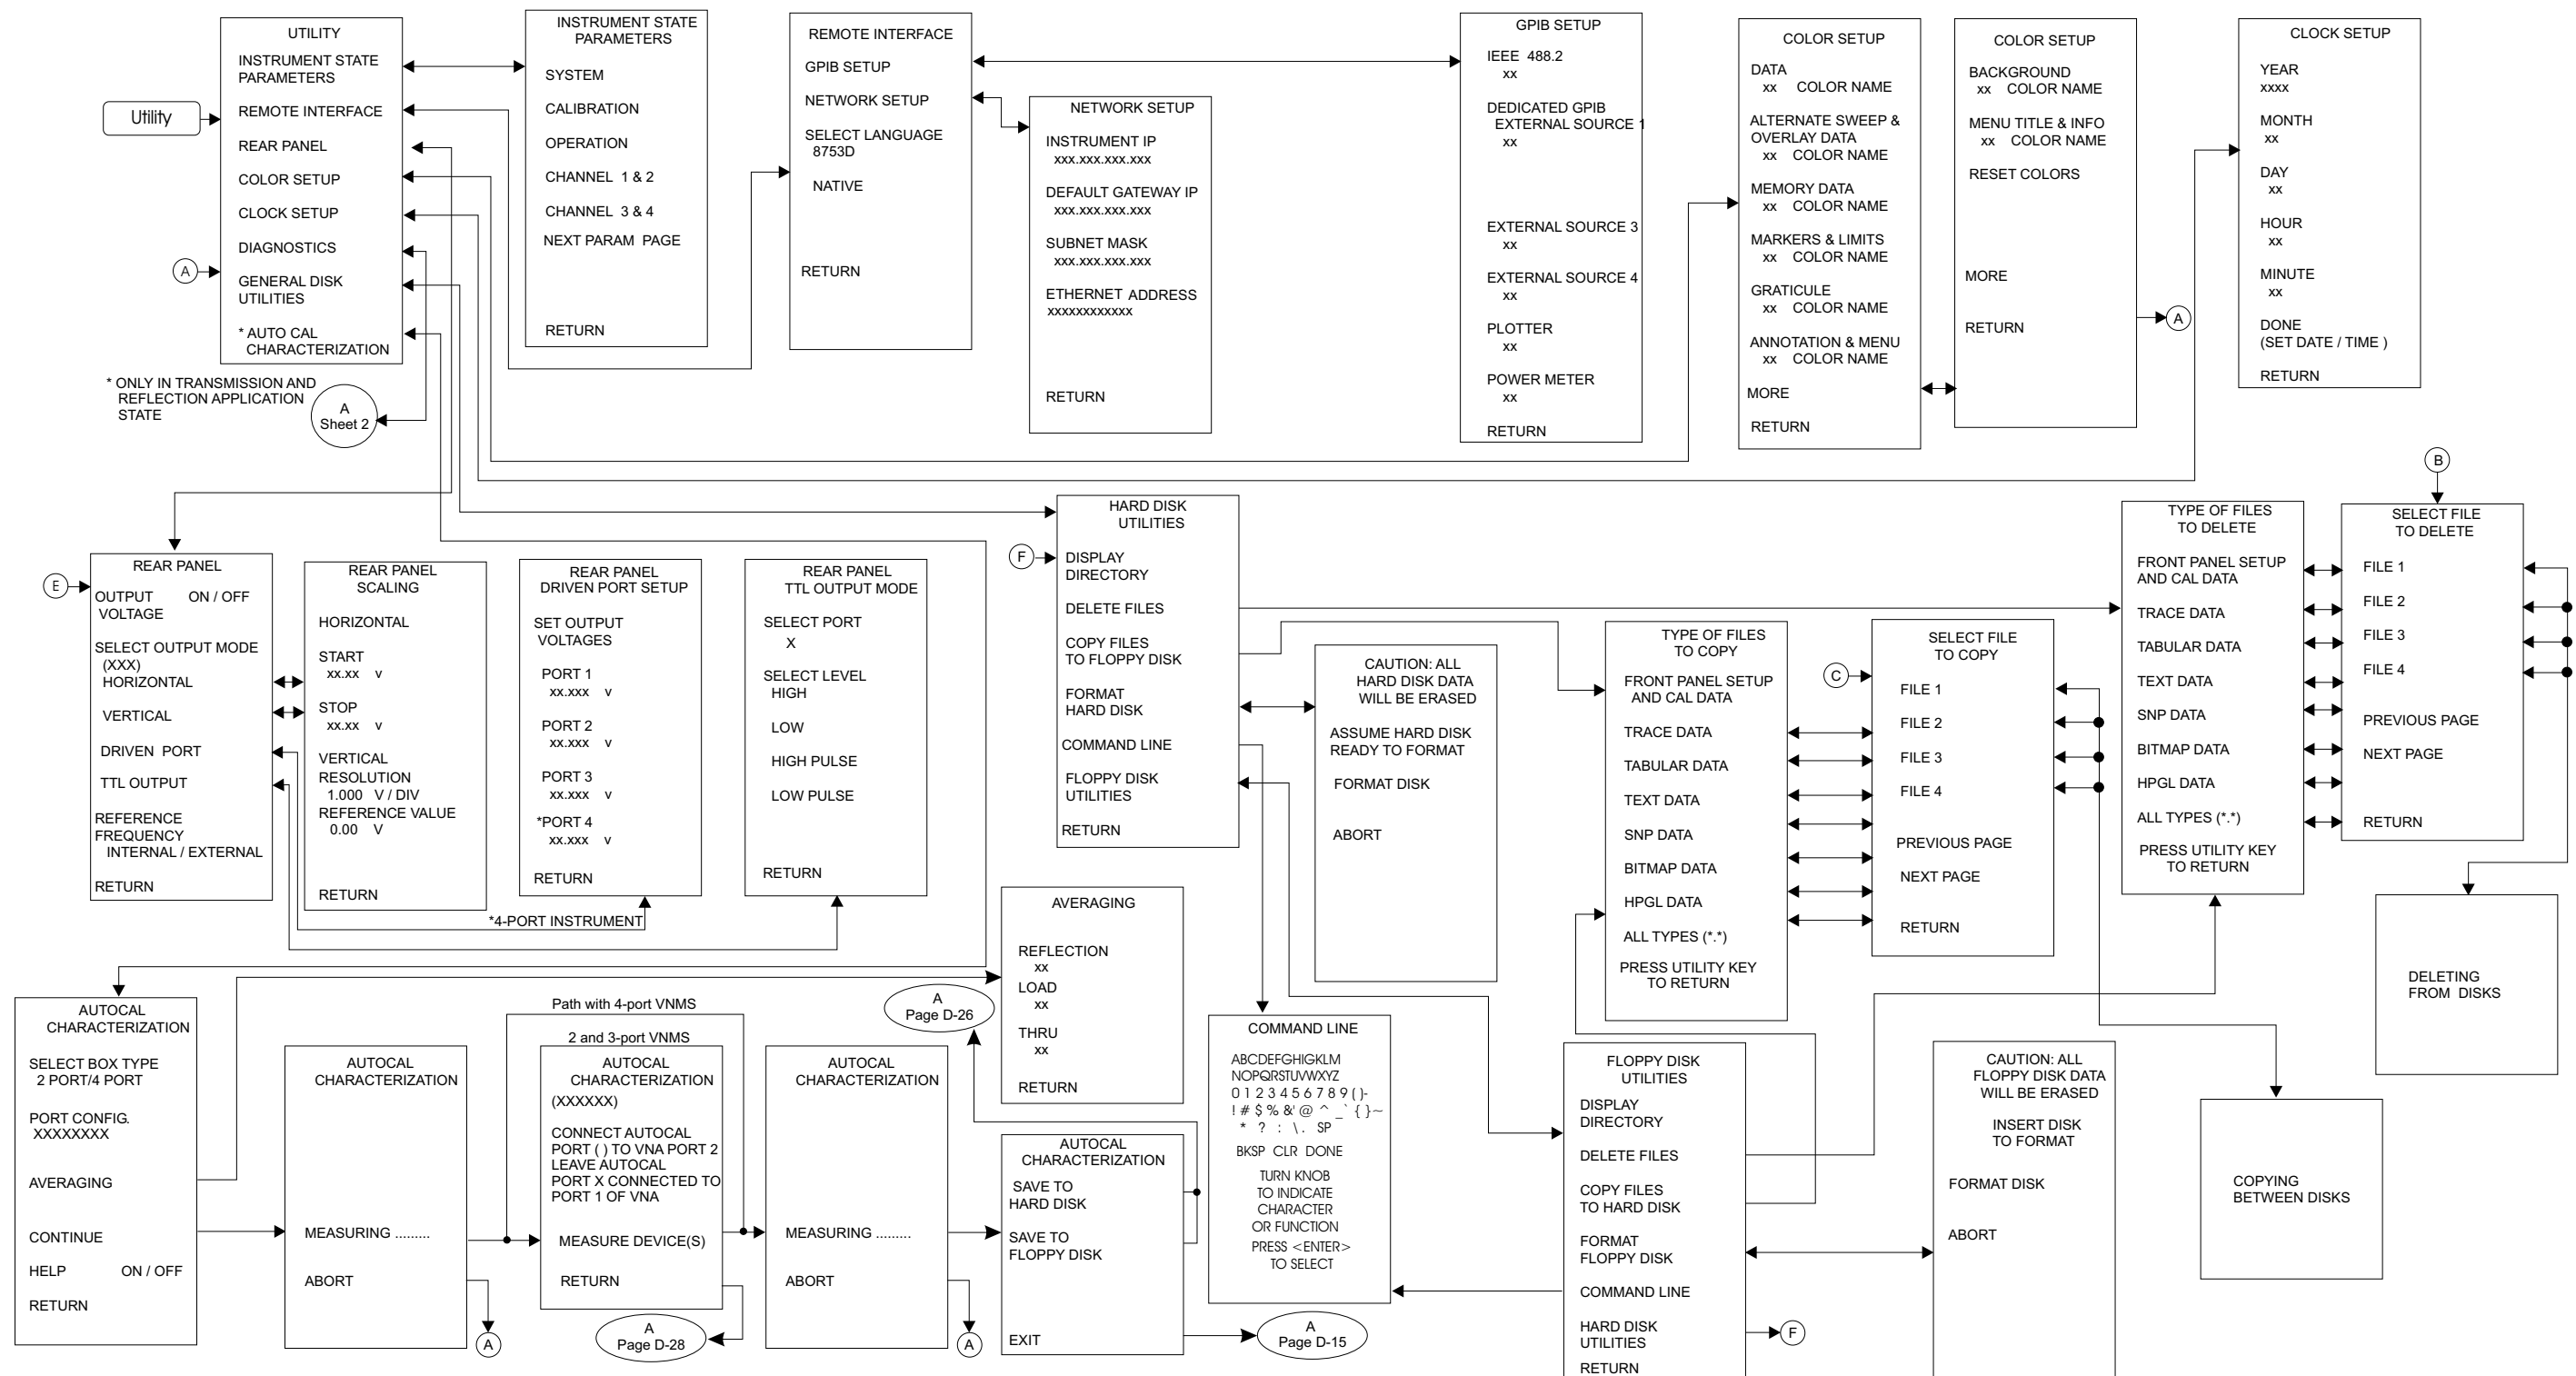 Utility
A
UTILITY
INSTRUMENT STATE
PARAMETERS
REMOTE INTERFACE
REAR PANEL
COLOR SETUP
CLOCK SETUP
DIAGNOSTICS
GENERAL DISK
UTILITIES
* AUTO CAL
CHARACTERIZATION
* ONLY IN TRANSMISSION AND
REFLECTION APPLICATION
STATE
A
Sheet 2
INSTRUMENT STATE
PARAMETERS
SYSTEM
CALIBRATION
OPERATION
CHANNEL 1 & 2
CHANNEL 3 & 4
NEXT PARAM PAGE
RETURN
REMOTE INTERFACE
GPIB SETUP
NETWORK SETUP
SELECT LANGUAGE
8753D
NATIVE
RETURN
NETWORK SETUP
INSTRUMENT IP
xxx.xxx.xxx.xxx
DEFAULT GATEWAY IP
xxx.xxx.xxx.xxx
SUBNET MASK
xxx.xxx.xxx.xxx
ETHERNET ADDRESS
xxxxxxxxxxxx
RETURN
GPIB SETUP
IEEE 488.2
xx
DEDICATED GPIB
EXTERNAL SOURCE 1
xx
EXTERNAL SOURCE 3
xx
EXTERNAL SOURCE 4
xx
PLOTTER
xx
POWER METER
xx
RETURN
COLOR SETUP
DATA
xx COLOR NAME
ALTERNATE SWEEP &
OVERLAY DATA
xx COLOR NAME
MEMORY DATA
xx COLOR NAME
MARKERS & LIMITS
xx COLOR NAME
GRATICULE
xx COLOR NAME
ANNOTATION & MENU
xx COLOR NAME
MORE
RETURN
COLOR SETUP
BACKGROUND
xx COLOR NAME
MENU TITLE & INFO
xx COLOR NAME
RESET COLORS
MORE
RETURN
A
CLOCK SETUP
YEAR
xxxx
MONTH
xx
DAY
xx
HOUR
xx
MINUTE
xx
DONE
(SET DATE / TIME )
RETURN
E
REAR PANEL
OUTPUT ON / OFF
VOLTAGE
SELECT OUTPUT MODE
(XXX)
HORIZONTAL
VERTICAL
DRIVEN PORT
TTL OUTPUT
REFERENCE
FREQUENCY
INTERNAL / EXTERNAL
RETURN
REAR PANEL
SCALING
HORIZONTAL
START
xx.xx v
STOP
xx.xx v
VERTICAL
RESOLUTION
1.000 V / DIV
REFERENCE VALUE
0.00 V
RETURN
REAR PANEL
DRIVEN PORT SETUP
SET OUTPUT
VOLTAGES
PORT 1
xx.xxx v
PORT 2
xx.xxx v
PORT 3
xx.xxx v
*PORT 4
xx.xxx v
RETURN
*4-PORT INSTRUMENT
REAR PANEL
TTL OUTPUT MODE
SELECT PORT
X
SELECT LEVEL
HIGH
LOW
HIGH PULSE
LOW PULSE
RETURN
F
HARD DISK
UTILITIES
DISPLAY
DIRECTORY
DELETE FILES
COPY FILES
TO FLOPPY DISK
FORMAT
HARD DISK
COMMAND LINE
FLOPPY DISK
UTILITIES
RETURN
CAUTION: ALL
HARD DISK DATA
WILL BE ERASED
ASSUME HARD DISK
READY TO FORMAT
FORMAT DISK
ABORT
TYPE OF FILES
TO COPY
FRONT PANEL SETUP
AND CAL DATA
TRACE DATA
TABULAR DATA
TEXT DATA
SNP DATA
BITMAP DATA
HPGL DATA
ALL TYPES (*.*)
PRESS UTILITY KEY
TO RETURN
C
SELECT FILE
TO COPY
FILE 1
FILE 2
FILE 3
FILE 4
PREVIOUS PAGE
NEXT PAGE
RETURN
TYPE OF FILES
TO DELETE
FRONT PANEL SETUP
AND CAL DATA
TRACE DATA
TABULAR DATA
TEXT DATA
SNP DATA
BITMAP DATA
HPGL DATA
ALL TYPES (*.*)
PRESS UTILITY KEY
TO RETURN
B
SELECT FILE
TO DELETE
FILE 1
FILE 2
FILE 3
FILE 4
PREVIOUS PAGE
NEXT PAGE
RETURN
DELETING
FROM DISKS
AUTOCAL
CHARACTERIZATION
SELECT BOX TYPE
2 PORT/4 PORT
PORT CONFIG.
XXXXXXXX
AVERAGING
CONTINUE
HELP ON / OFF
RETURN
AUTOCAL
CHARACTERIZATION
MEASURING .........
ABORT
A
Path with 4-port VNMS
2 and 3-port VNMS
AUTOCAL
CHARACTERIZATION
(XXXXXX)
CONNECT AUTOCAL
PORT ( ) TO VNA PORT 2
LEAVE AUTOCAL
PORT X CONNECTED TO
PORT 1 OF VNA
MEASURE DEVICE(S)
RETURN
A
Page D-28
AUTOCAL
CHARACTERIZATION
MEASURING .........
ABORT
A
A
Page D-26
AVERAGING
REFLECTION
xx
LOAD
xx
THRU
xx
RETURN
AUTOCAL
CHARACTERIZATION
SAVE TO
HARD DISK
SAVE TO
FLOPPY DISK
EXIT
A
Page D-15
COMMAND LINE
ABCDEFGHIGKLM
NOPQRSTUVWXYZ
0 1 2 3 4 5 6 7 8 9 ( )-
! # $ % &' @ ^ _ ` { }~
* ? : \ . SP
BKSP CLR DONE
TURN KNOB
TO INDICATE
CHARACTER
OR FUNCTION
PRESS <ENTER>
TO SELECT
FLOPPY DISK
UTILITIES
DISPLAY
DIRECTORY
DELETE FILES
COPY FILES
TO HARD DISK
FORMAT
FLOPPY DISK
COMMAND LINE
HARD DISK
UTILITIES
RETURN
F
CAUTION: ALL
FLOPPY DISK DATA
WILL BE ERASED
INSERT DISK
TO FORMAT
FORMAT DISK
ABORT
COPYING
BETWEEN DISKS